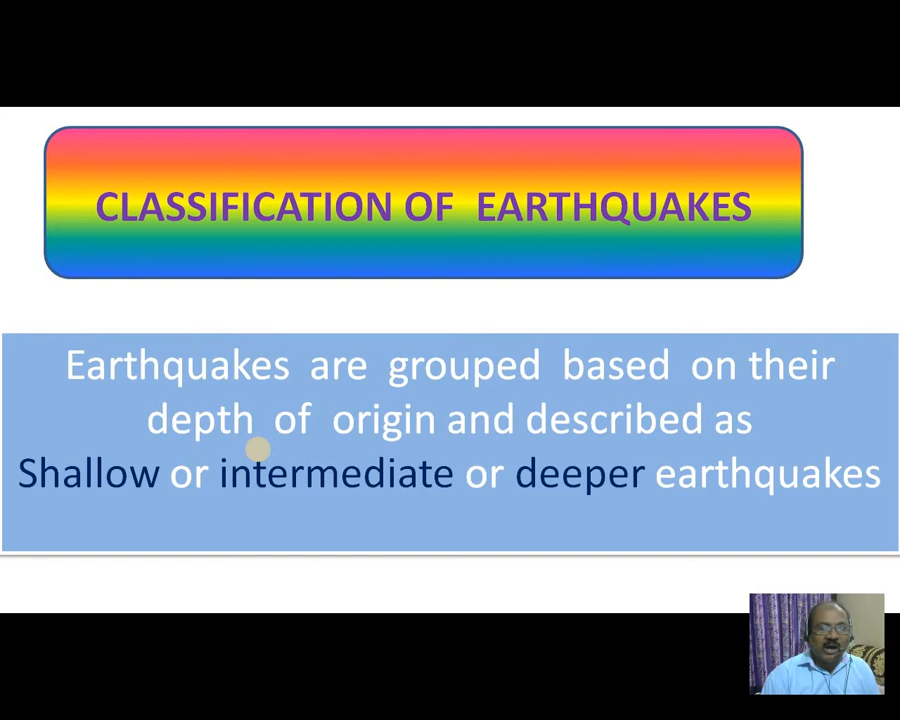 CLASSIFICATION OF EARTHQUAKES
Earthquakes are grouped based on their
depth of origin and described as
Shallow or intermediate or deeper earthquakes